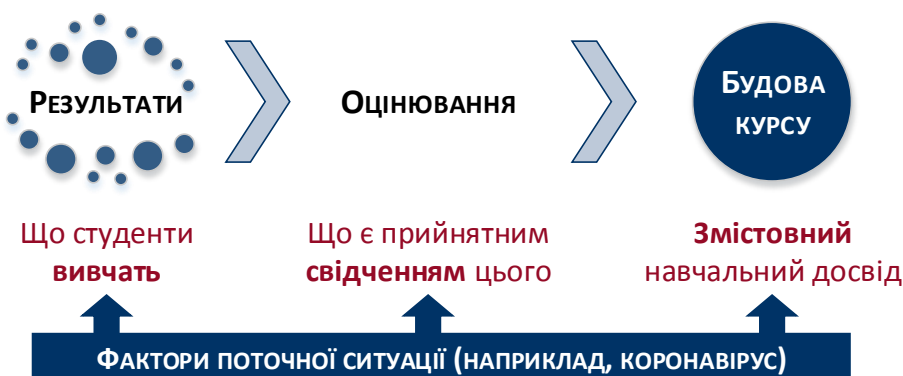 РЕЗУЛЬТАТИ
ОЦІНЮВАННЯ
БУДОВА
КУРСУ
Що студенти
вивчать
Що є прийнятним
свідченням цього
Змістовний
навчальний досвід
ФАКТОРИ ПОТОЧНОЇ СИТУАЦІЇ (НАПРИКЛАД, КОРОНАВІРУС)